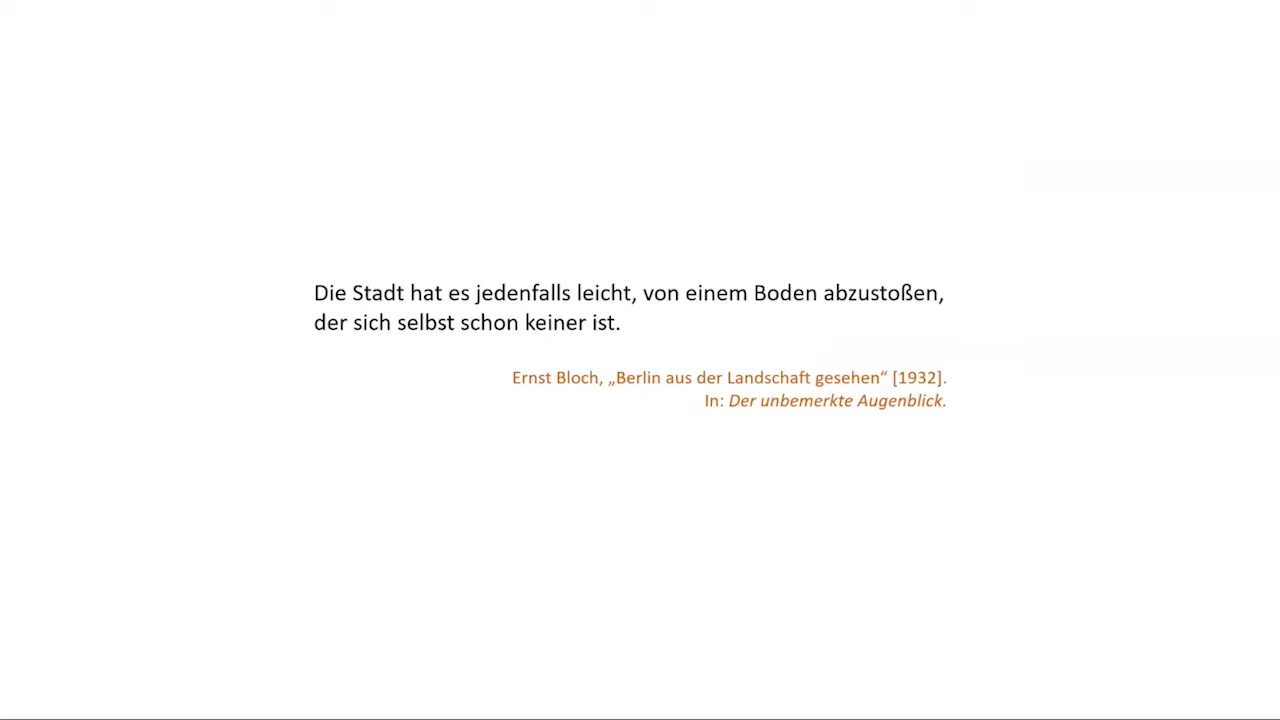 Die Stadt hat es jedenfalls leicht, von einem Boden abzustoßen,
der sich selbst schon keiner ist.
Ernst Bloch, „Berlin aus der Landschaft gesehen“ [1932].
In: Der unbemerkte Augenblick.